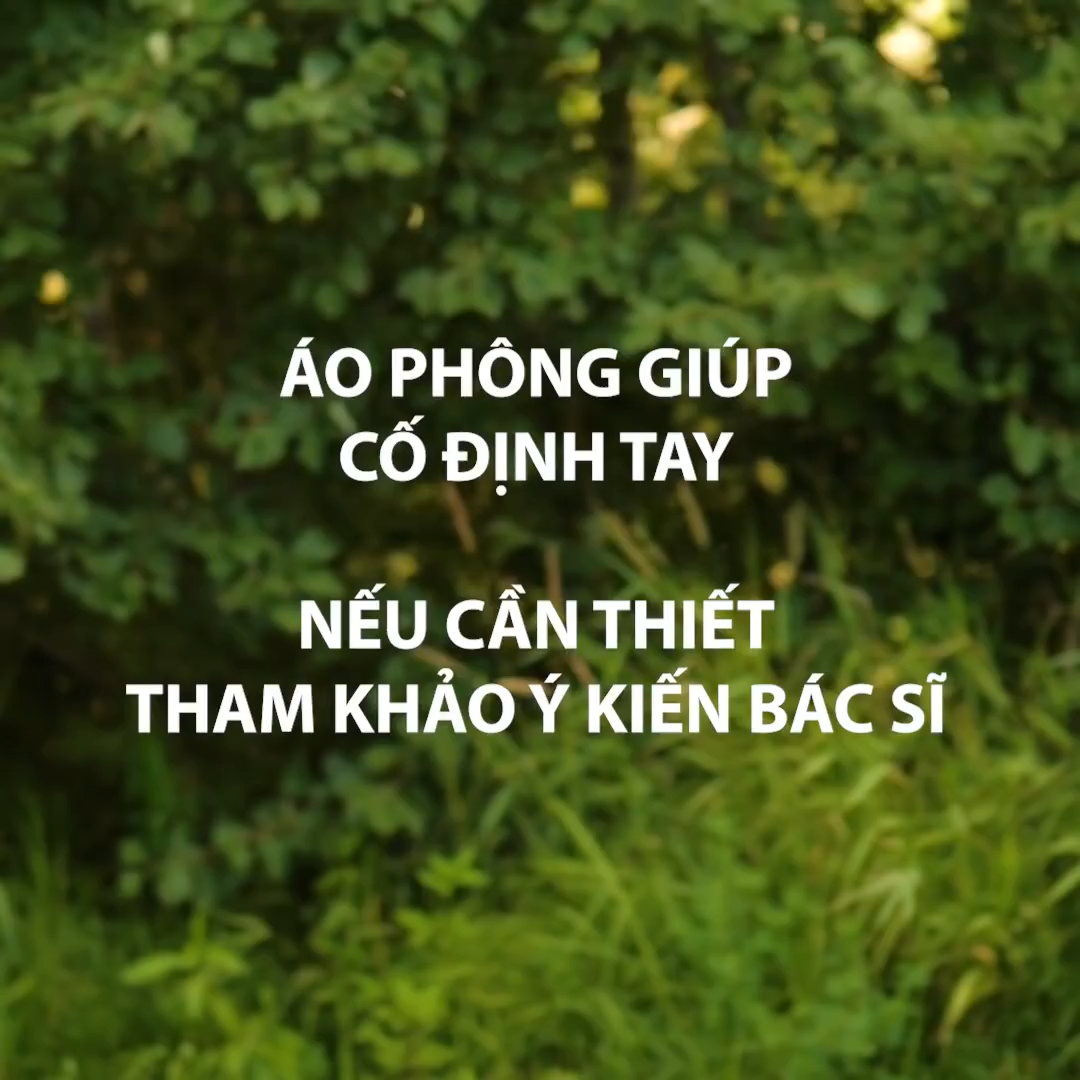 ÁO PHÔNG GIÚP
CỐ ĐỊNH TAY
NẾU CẦN THIẾT
THAM KHẢO Ý KIẾN BÁC SĨ